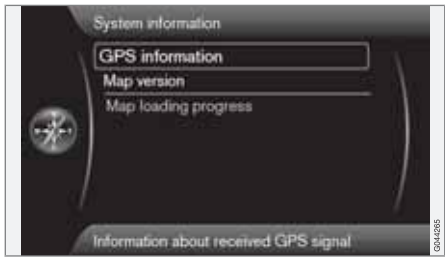 System information
GPS information
Map version
Map loading progress
Information about received GPS signal
G044265